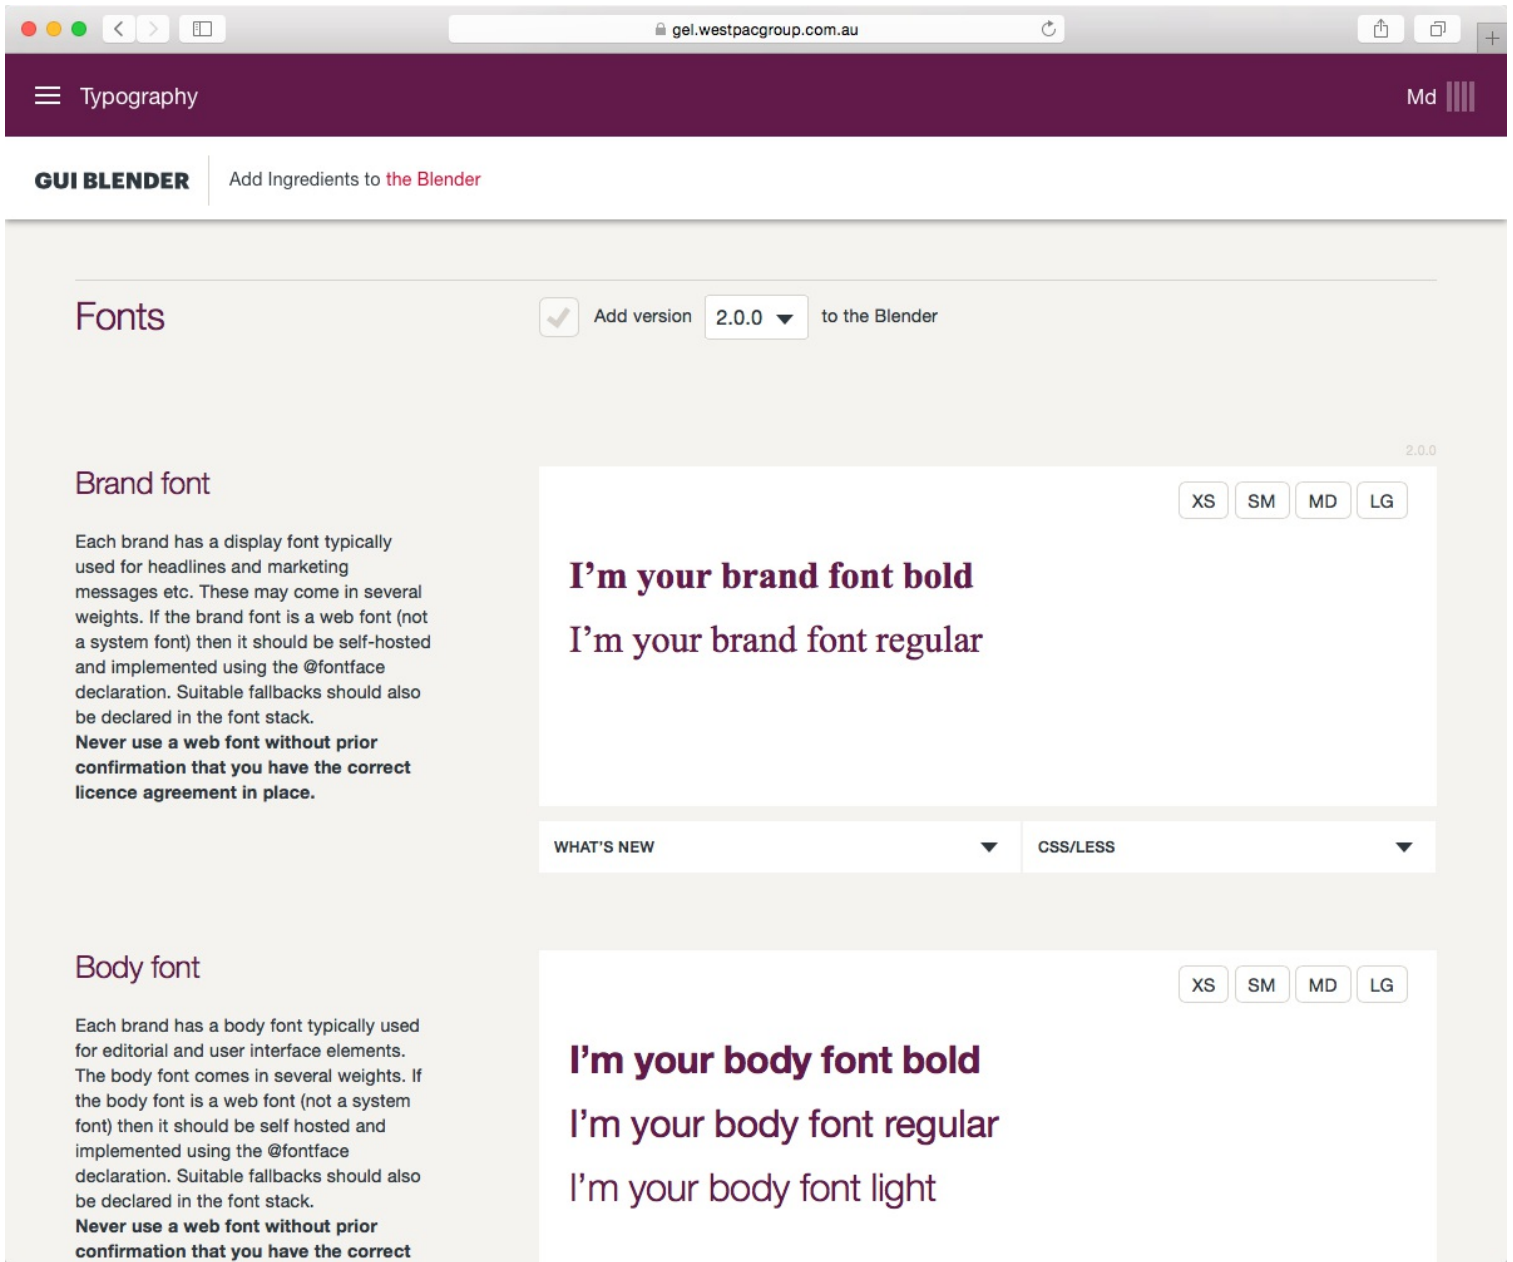 gel.westpacgroup.com.au
Typography
Md
GUI BLENDER
Add Ingredients to the Blender
Fonts
Add version 2.0.0 to the Blender
2.0.0
Brand font
Each brand has a display font typically
used for headlines and marketing
messages etc. These may come in several
weights. If the brand font is a web font (not
a system font) then it should be self-hosted
and implemented using the @fontface
declaration. Suitable fallbacks should also
be declared in the font stack.
Never use a web font without prior
confirmation that you have the correct
licence agreement in place.
XS SM MD LG
I'm your brand font bold
I'm your brand font regular
WHAT'S NEW
CSS/LESS
Body font
Each brand has a body font typically used
for editorial and user interface elements.
The body font comes in several weights. If
the body font is a web font (not a system
font) then it should be self hosted and
implemented using the @fontface
declaration. Suitable fallbacks should also
be declared in the font stack.
Never use a web font without prior
confirmation that you have the correct
XS SM MD LG
I'm your body font bold
I'm your body font regular
I'm your body font light